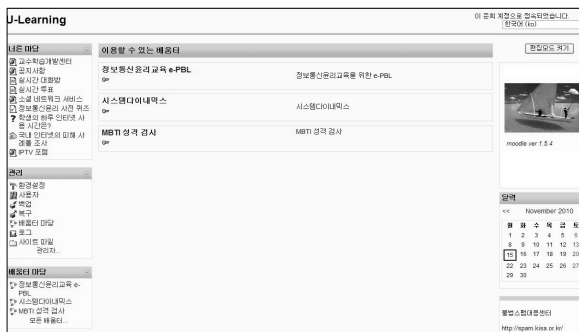 U-Learning
계정으로 접속되었습니다.
한국어 (ko)
너른 마당
교수학습개발센터
공지사항
실시간 대화방
실시간 투표
소셜 네트워크 서비스
정보통신윤리 사전 퀴즈
학생의 하루 인터넷 사
용 시간은?
국내 인터넷의 피해 사
례를 조사
IPTV 포럼
관리
환경설정
사용자
백업
복구
배움터 마당
로그
사이트 파일
관리자...
배움터 마당
정보통신윤리교육 e-
PBL
시스템다이내믹스
MBTI 성격 검사
모든 배움터...
이용할 수 있는 배움터
정보통신윤리교육 e-PBL
정보통신윤리교육을 위한 e-PBL
시스템다이내믹스
시스템다이내믹스
MBTI 성격 검사
MBTI 성격 검사
편집모드 켜기
moodle ver 1.5.4
달력
<< November 2010
월 화 수 목 금 토
1 2 3 4 5 6
8 9 10 11 12 13
15 16 17 18 19 20
22 23 24 25 26 27
29 30
불법스팸대응센터
http://spam.kisa.or.kr/